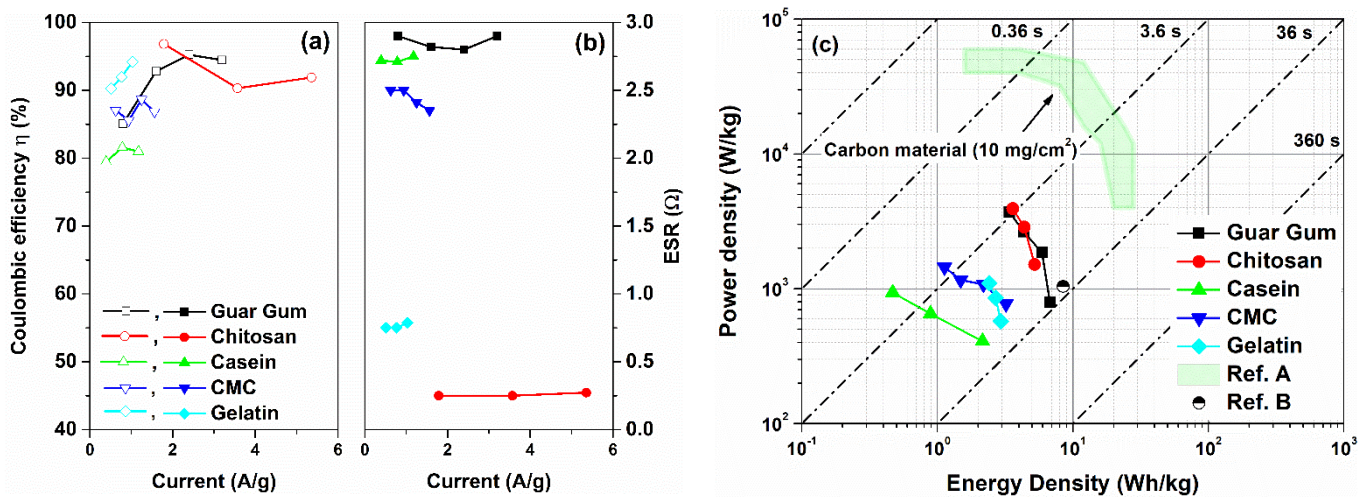 (a)
100
90
80
70
60
50
40
Coulombic efficiency η (%)
0
2
4
6
Current (A/g)
, Guar Gum
, Chitosan
, Casein
, CMC
, Gelatin
(b)
3.0
2.5
2.0
1.5
1.0
0.5
0.0
ESR (Ω)
0
2
4
6
Current (A/g)
(c)
10^5
10^4
10^3
10^2
Power density (W/kg)
0.36 s
3.6 s
36 s
360 s
Carbon material (10 mg/cm^2)
Guar Gum
Chitosan
Casein
CMC
Gelatin
Ref. A
Ref. B
10^-1
10^0
10^1
10^2
10^3
Energy Density (Wh/kg)